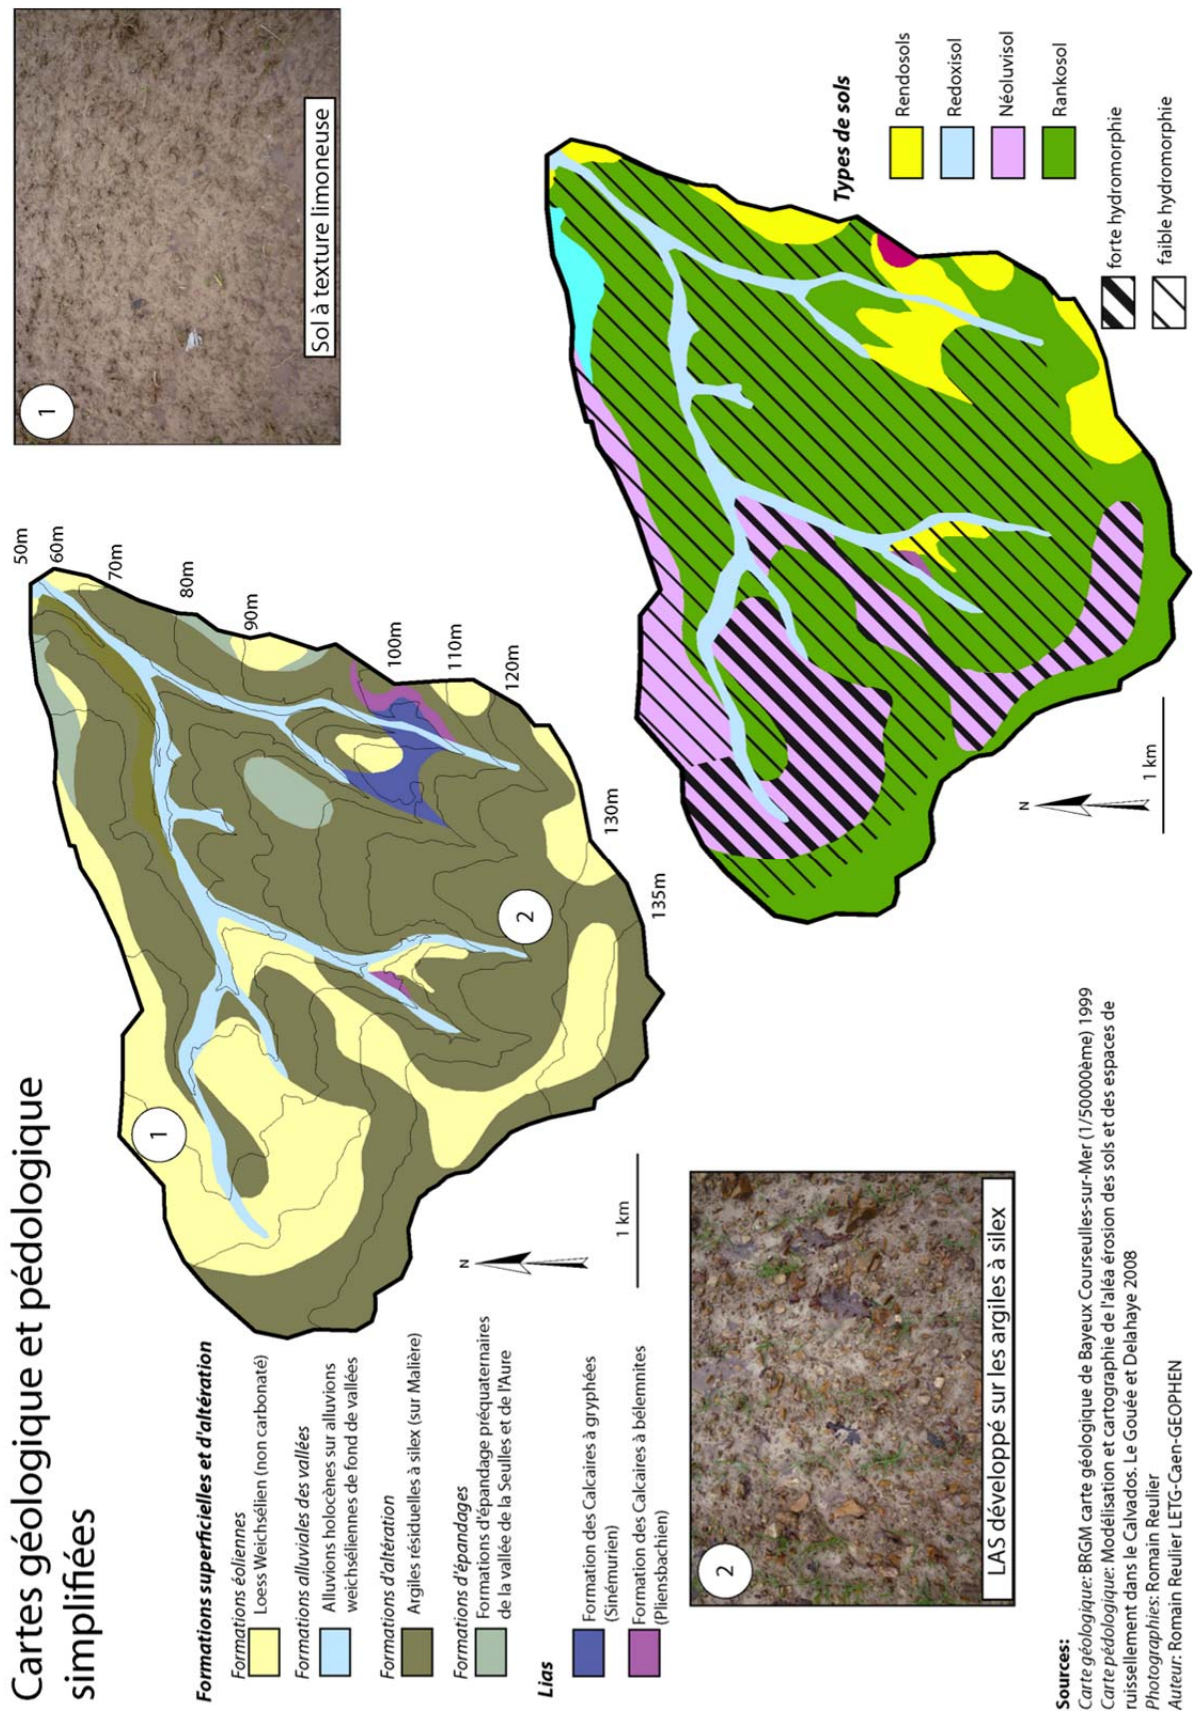 Cartes géologique et pédologique
simplifiées
Formations superficielles et d'altération
Formations éoliennes
Loess Weichsélien (non carbonaté)
Formations alluviales des vallées
Alluvions holocènes sur alluvions
weichséliennes de fond de vallées
Formations d'altération
Argiles résiduelles à silex (sur Malière)
Formations d'épandages
Formations d'épandage préquaternaires
de la vallée de la Seulles et de l'Aure
Lias
Formation des Calcaires à gryphées
(Sinémurien)
Formation des Calcaires à bélemnites
(Pliensbachien)
1
2
50m
60m
70m
80m
90m
100m
110m
120m
130m
135m
N
1 km
1
Sol à texture limoneuse
2
LAS développé sur les argiles à silex
Types de sols
Rendosols
Redoxisol
Néoluvisol
Rankosol
forte hydromorphie
faible hydromorphie
N
1 km
Sources:
Carte géologique: BRGM carte géologique de Bayeux Courseulles-sur-Mer (1/50000ème) 1999
Carte pédologique: Modélisation et cartographie de l'aléa érosion des sols et des espaces de
ruissellement dans le Calvados. Le Gouée et Delahaye 2008
Photographies: Romain Reulier
Auteur: Romain Reulier LETG-Caen-GEOPHEN